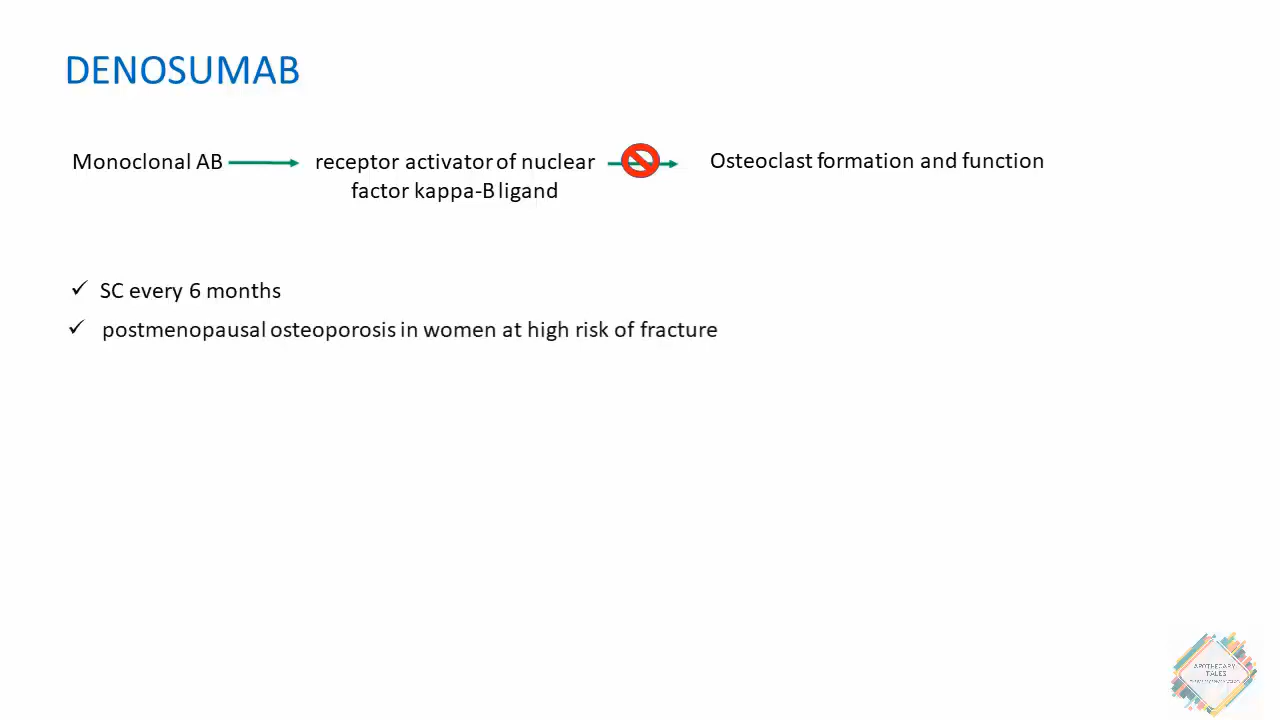 DENOSUMAB
Monoclonal AB
receptor activator of nuclear
factor kappa-B ligand
Osteoclast formation and function
✓ SC every 6 months
✓ postmenopausal osteoporosis in women at high risk of fracture
APOTHECARY
TALES